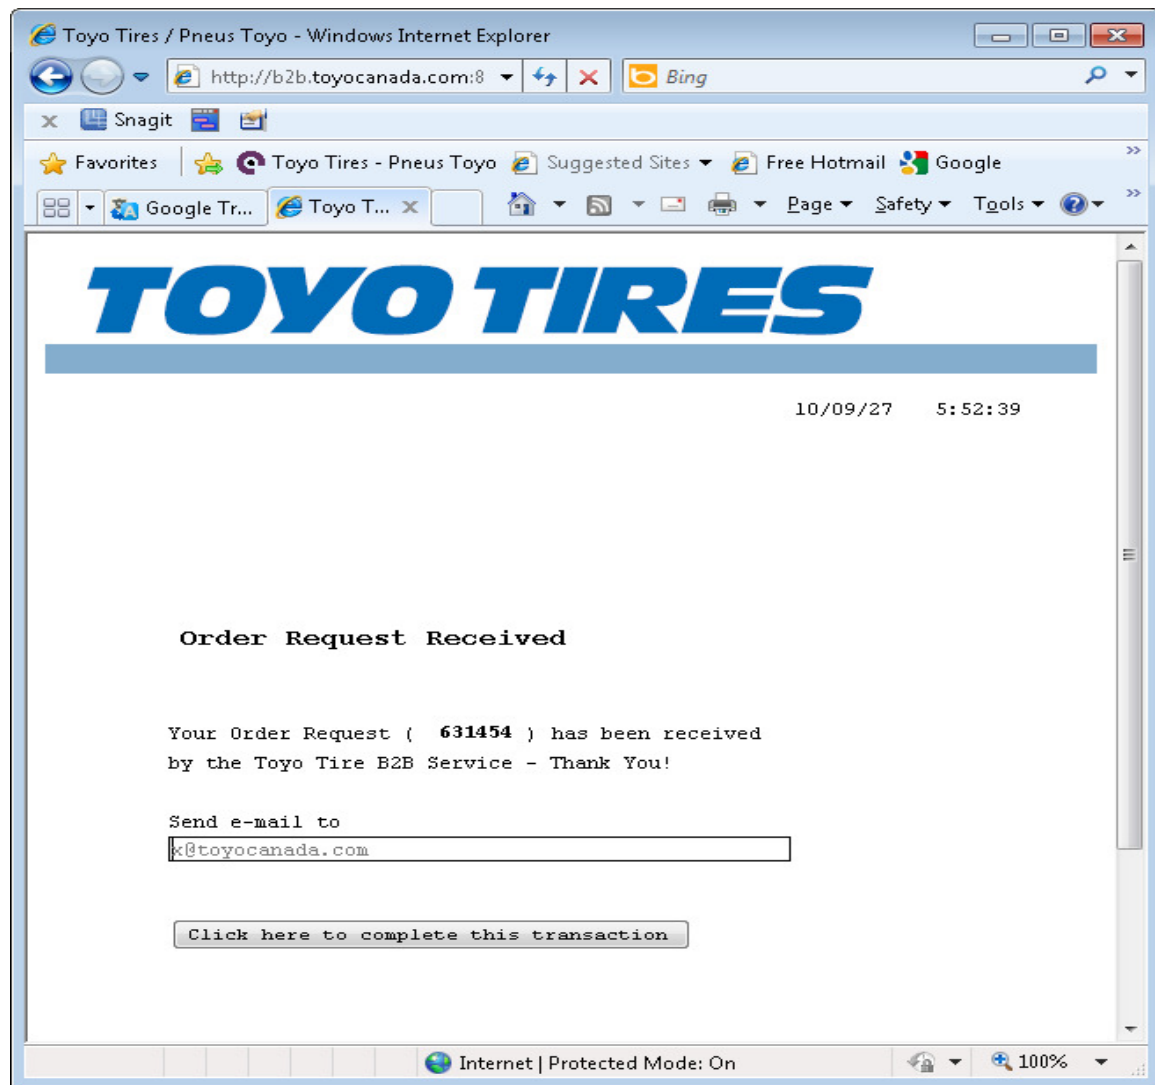 Toyo Tires / Pneus Toyo - Windows Internet Explorer
http://b2b.toyocanada.com:8 Bing
x Snagit
Favorites Toyo Tires - Pneus Toyo Suggested Sites Free Hotmail Google
Google Tr... Toyo T... x Page Safety Tools
TOYO TIRES
10/09/27 5:52:39
Order Request Received
Your Order Request ( 631454 ) has been received
by the Toyo Tire B2B Service - Thank You!
Send e-mail to
x@toyocanada.com
Click here to complete this transaction
Internet | Protected Mode: On 100%